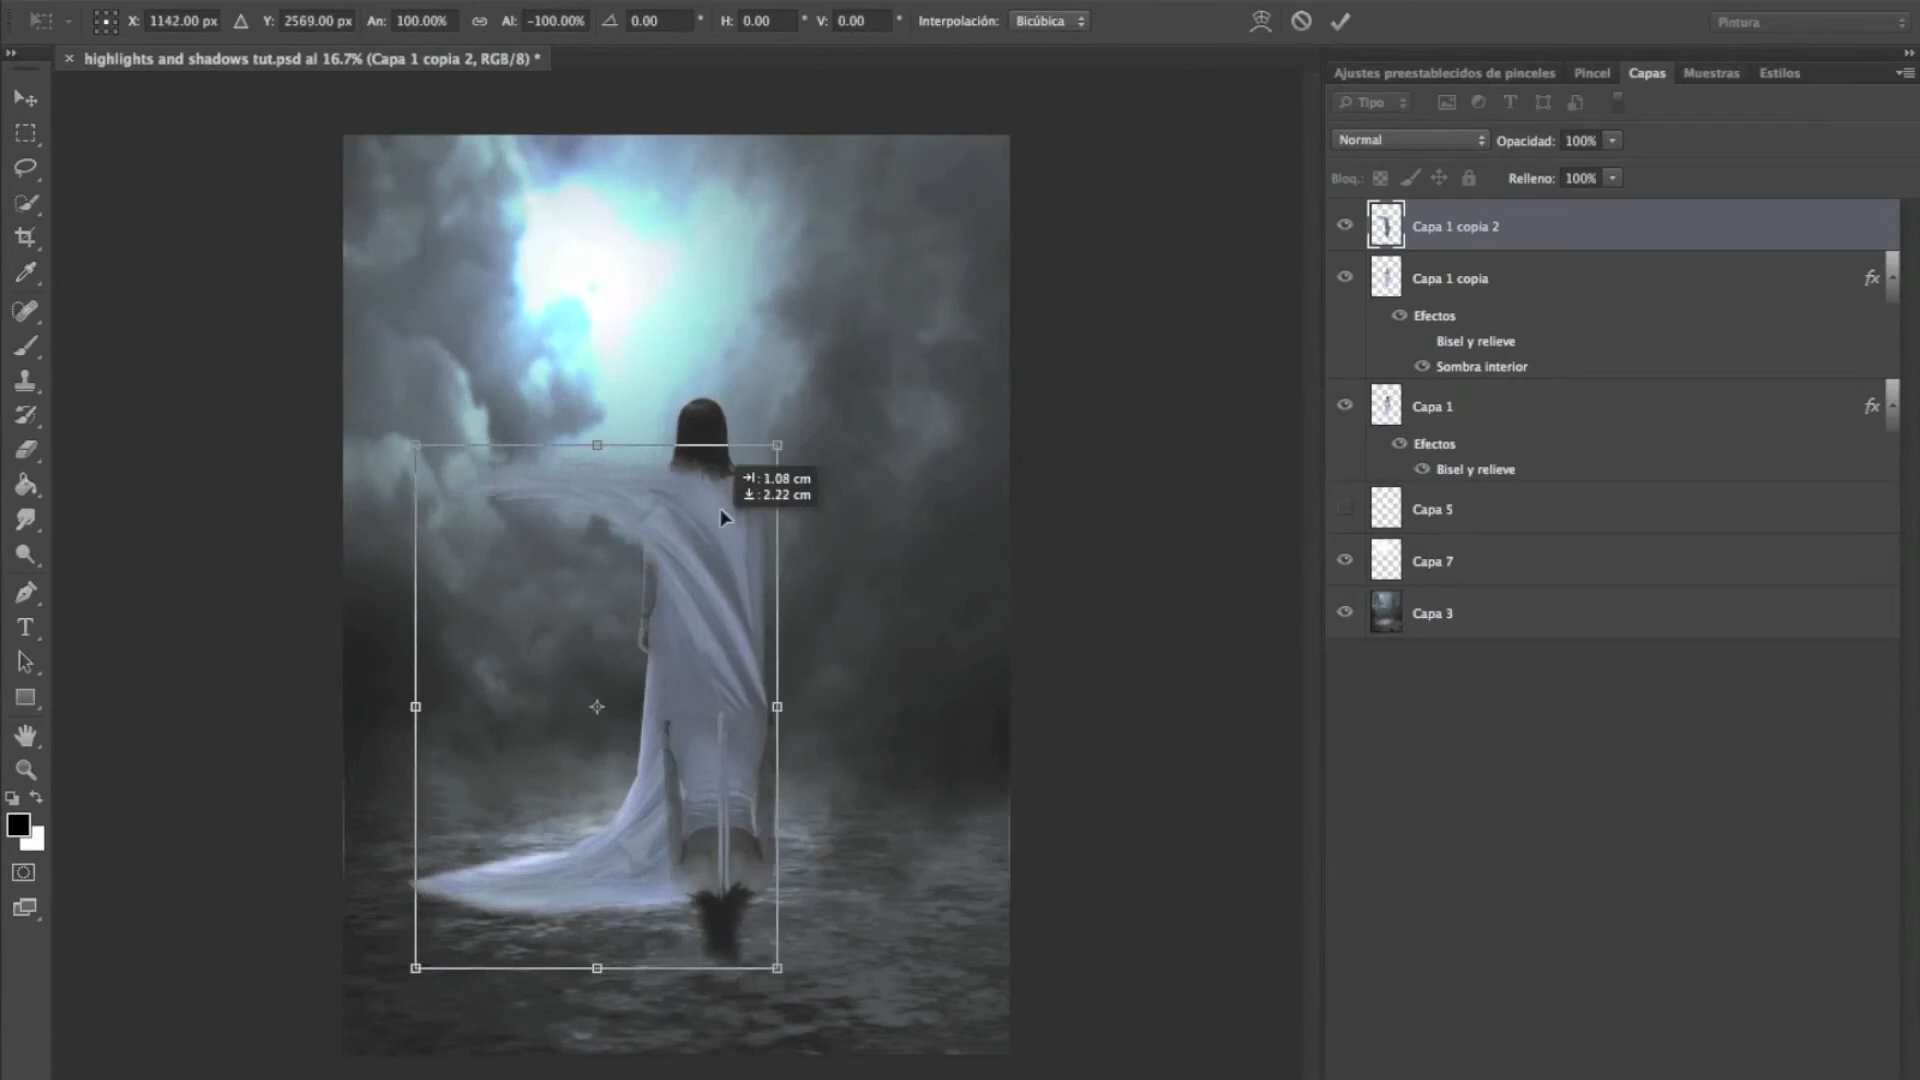 X: 1142.00 px Y: 2569.00 px An: 100.00% Al: -100.00% 0.00 ° H: 0.00 ° V: 0.00 ° Interpolación: Bicúbica Pintura
× highlights and shadows tut.psd al 16.7% (Capa 1 copia 2, RGB/8) *
Ajustes preestablecidos de pinceles Pincel Capas Muestras Estilos
Tipo
Normal Opacidad: 100%
Bloq.: Relleno: 100%
Capa 1 copia 2
Capa 1 copia fx
Efectos
Bisel y relieve
Sombra interior
Capa 1 fx
Efectos
Bisel y relieve
Capa 5
Capa 7
Capa 3
: 1.08 cm
: 2.22 cm